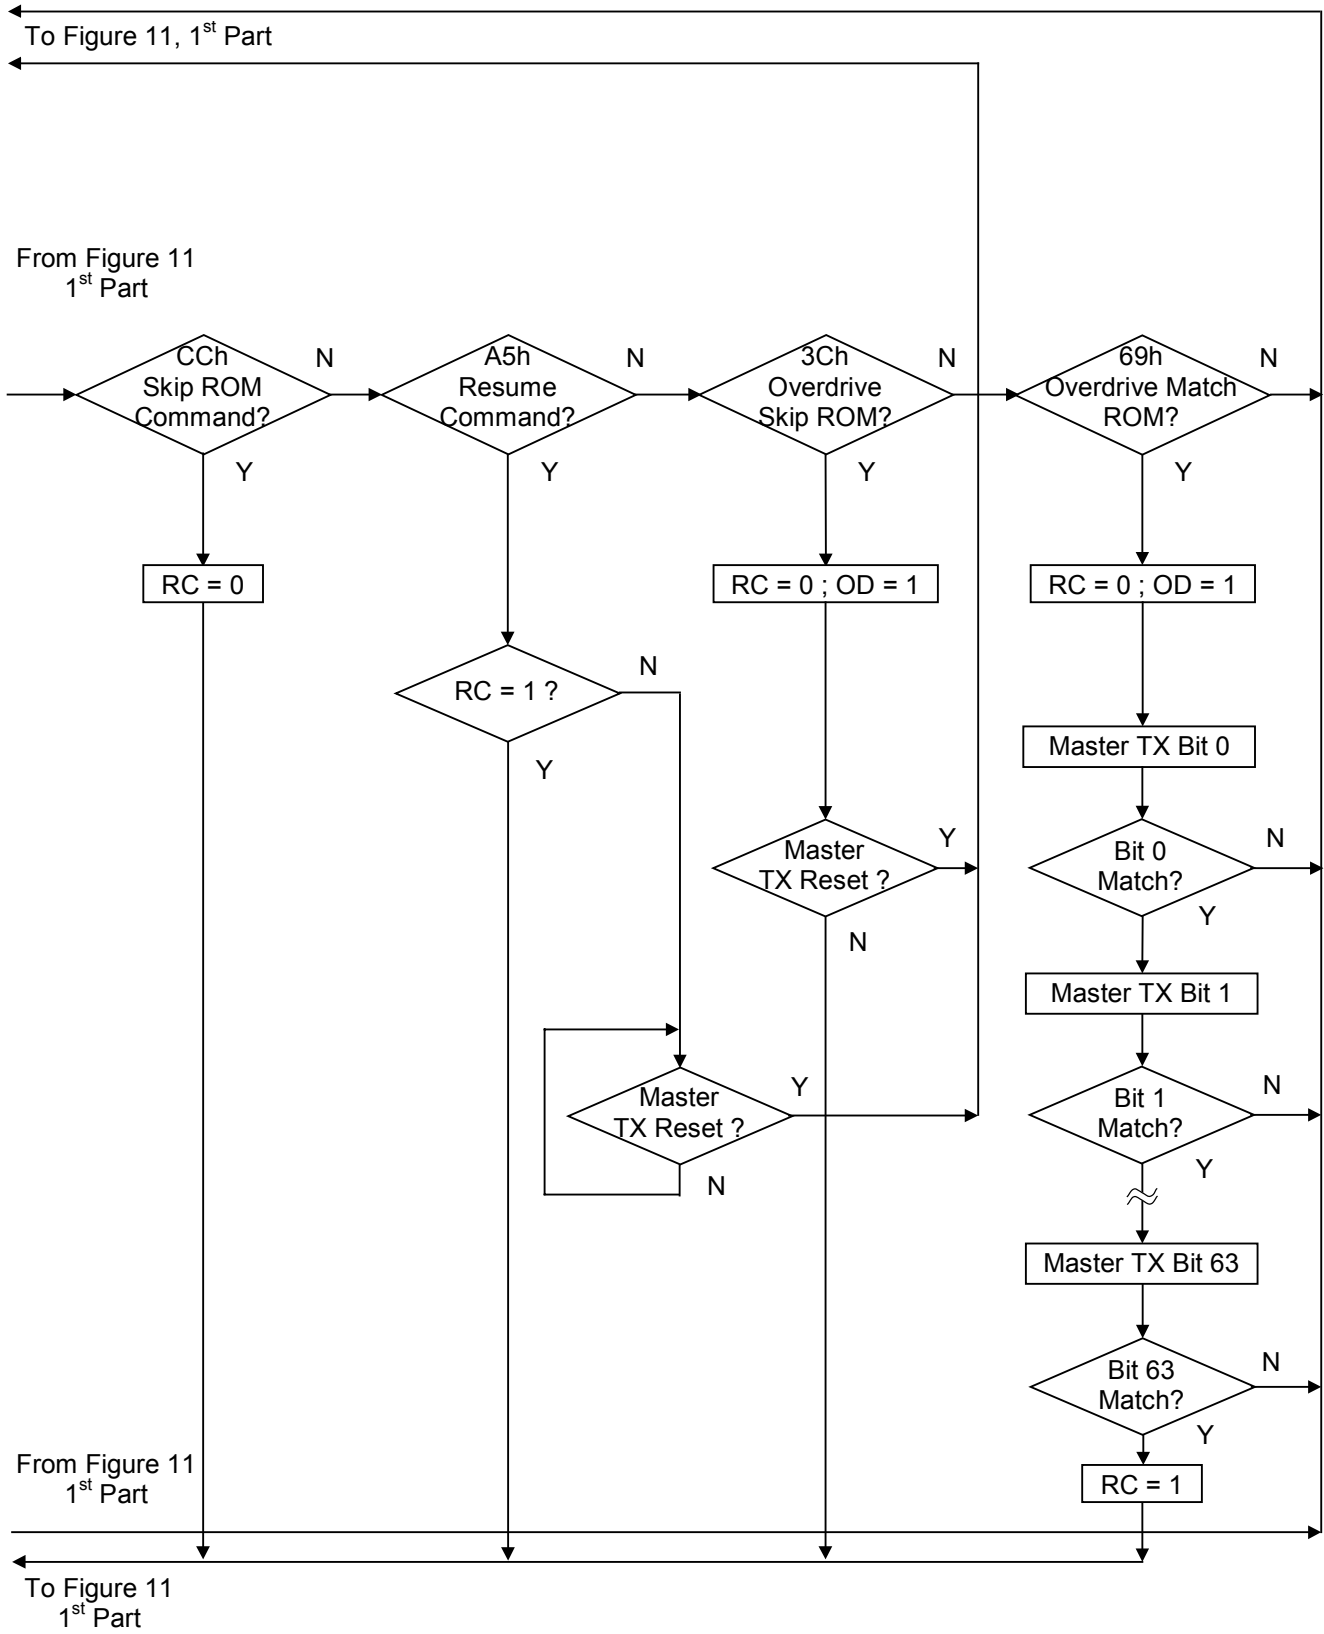 To Figure 11, 1st Part
From Figure 11
1st Part
CCh
Skip ROM
Command?
N
Y
A5h
Resume
Command?
N
Y
3Ch
Overdrive
Skip ROM?
N
Y
69h
Overdrive Match
ROM?
N
Y
RC = 0
RC = 0 ; OD = 1
RC = 0 ; OD = 1
RC = 1 ?
N
Y
Master TX Bit 0
Master
TX Reset ?
Y
N
Bit 0
Match?
N
Y
Master TX Bit 1
Master
TX Reset ?
Y
N
Bit 1
Match?
N
Y
Master TX Bit 63
Bit 63
Match?
N
Y
RC = 1
From Figure 11
1st Part
To Figure 11
1st Part